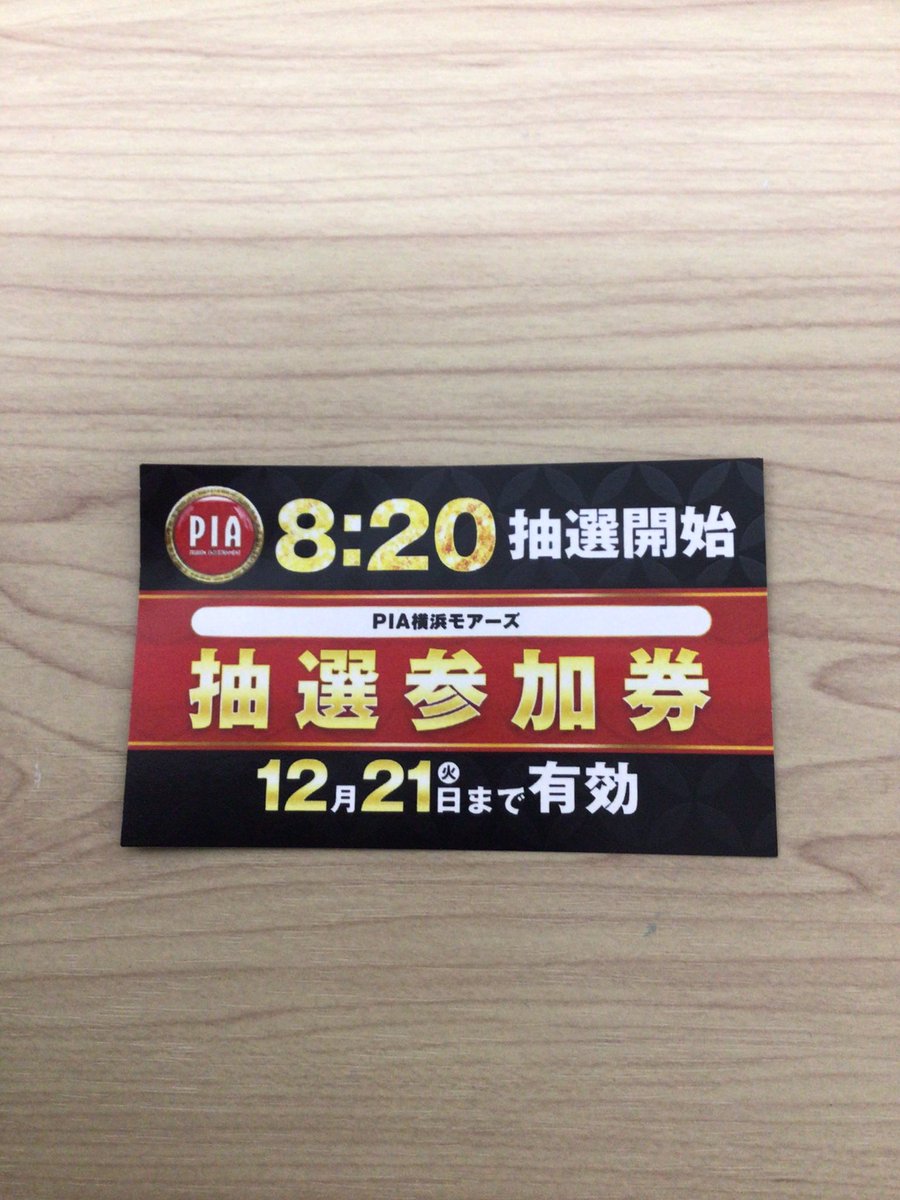 PIA
8:20 抽選開始
PIA横浜モアーズ
抽選参加券
12月21日(火)まで有効